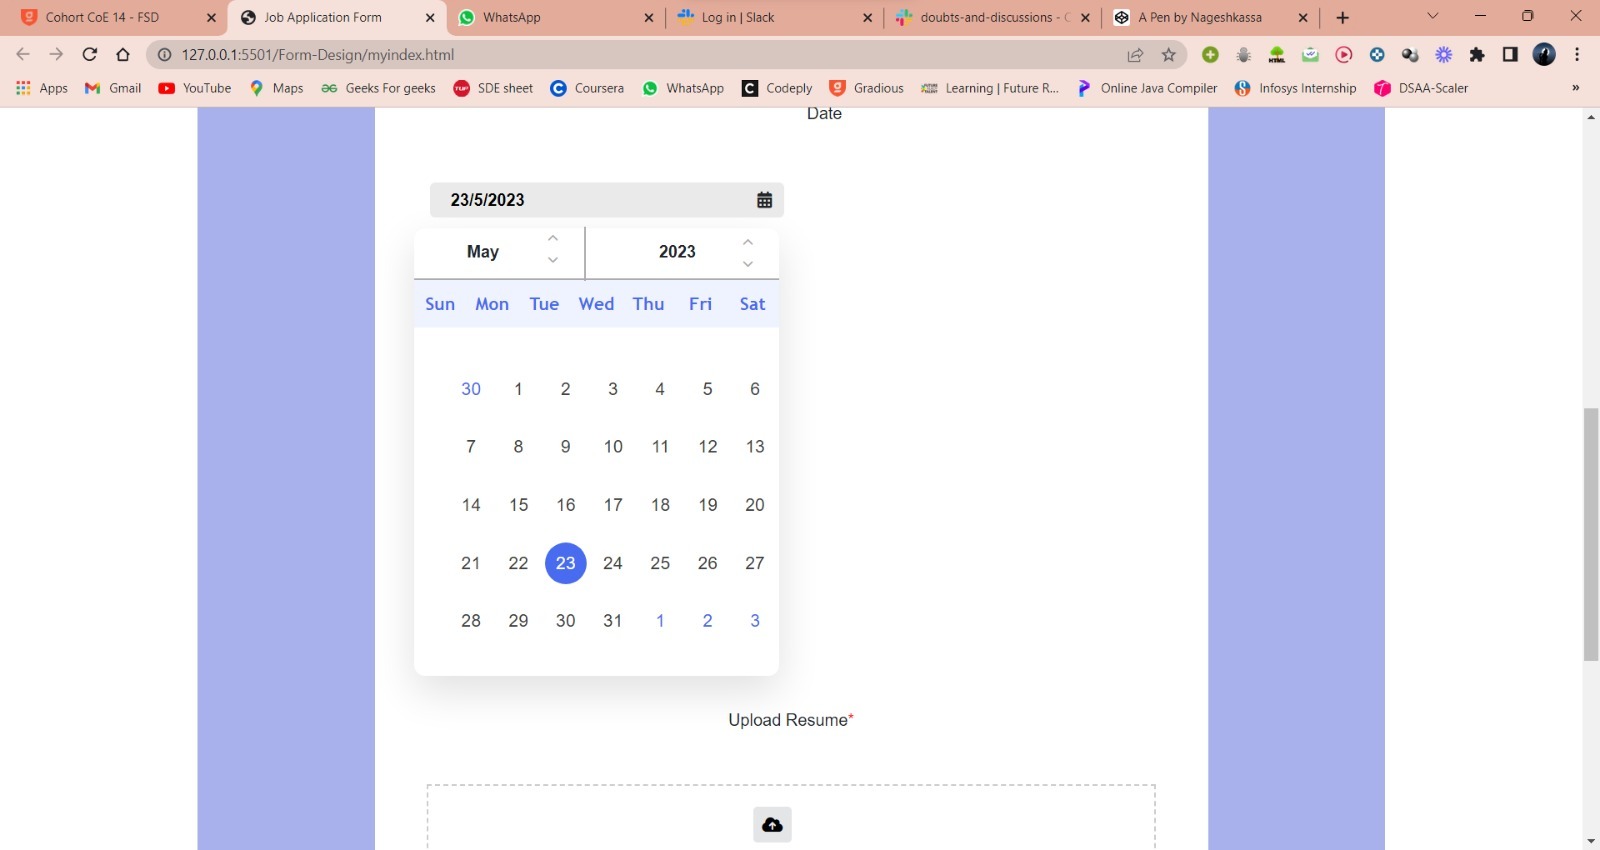 Cohort CoE 14 - FSD
Job Application Form
WhatsApp
Log in | Slack
doubts-and-discussions - C
A Pen by Nageshkassa
127.0.0.1:5501/Form-Design/myindex.html
Apps Gmail YouTube Maps Geeks For geeks SDE sheet Coursera WhatsApp Codeply Gradious Learning | Future R... Online Java Compiler Infosys Internship DSAA-Scaler »
Date
23/5/2023
May 2023
Sun Mon Tue Wed Thu Fri Sat
30 1 2 3 4 5 6
7 8 9 10 11 12 13
14 15 16 17 18 19 20
21 22 23 24 25 26 27
28 29 30 31 1 2 3
Upload Resume*